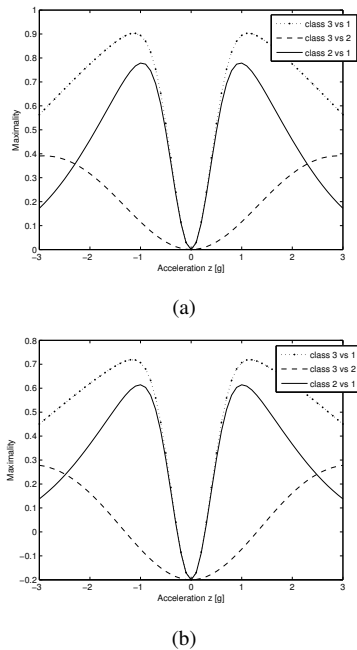 1
0.9
0.8
0.7
0.6
0.5
0.4
0.3
0.2
0.1
0
Maximality
class 3 vs 1
class 3 vs 2
class 2 vs 1
−3 −2 −1 0 1 2 3
Acceleration z [g]
(a)
0.8
0.7
0.6
0.5
0.4
0.3
0.2
0.1
0
−0.1
−0.2
Maximality
class 3 vs 1
class 3 vs 2
class 2 vs 1
−3 −2 −1 0 1 2 3
Acceleration z [g]
(b)